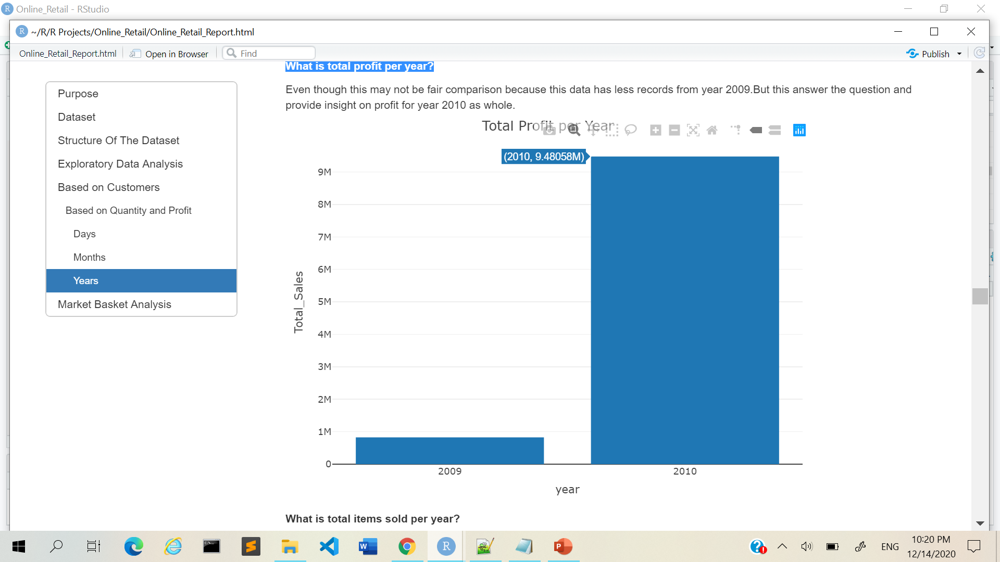 Online_Retail - RStudio
~/R/R Projects/Online_Retail/Online_Retail_Report.html
Online_Retail_Report.html
Open in Browser
Find
Publish
Purpose
Dataset
Structure Of The Dataset
Exploratory Data Analysis
Based on Customers
Based on Quantity and Profit
Days
Months
Years
Market Basket Analysis
What is total profit per year?
Even though this may not be fair comparison because this data has less records from year 2009.But this answer the question and
provide insight on profit for year 2010 as whole.
Total Profit per Year
(2010, 9.48058M)
9M
8M
7M
6M
5M
4M
3M
2M
1M
0
Total_Sales
2009
2010
year
What is total items sold per year?
ENG
10:20 PM
12/14/2020